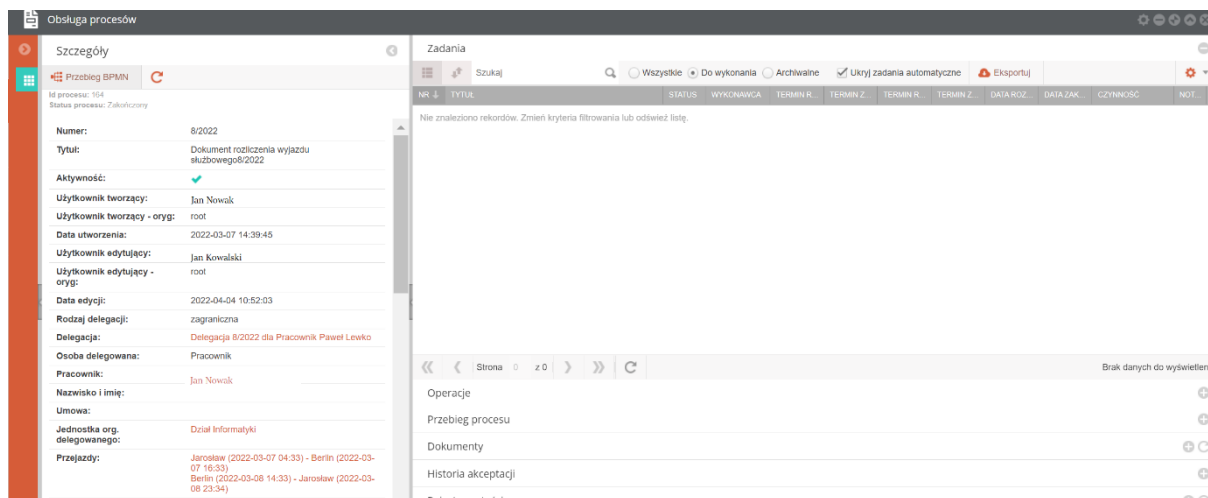 Obsługa procesów
Szczegóły
Przebieg BPMN
Id procesu: 164
Status procesu: Zakończony
Numer: 8/2022
Tytuł: Dokument rozliczenia wyjazdu
służbowego8/2022
Aktywność:
Użytkownik tworzący: Jan Nowak
Użytkownik tworzący - oryg: root
Data utworzenia: 2022-03-07 14:39:45
Użytkownik edytujący: Jan Kowalski
Użytkownik edytujący - root
oryg:
Data edycji: 2022-04-04 10:52:03
Rodzaj delegacji: zagraniczna
Delegacja: Delegacja 8/2022 dla Pracownik Paweł Lewko
Osoba delegowana: Pracownik
Pracownik: Jan Nowak
Nazwisko i imię:
Umowa:
Jednostka org. Dział Informatyki
delegowanego:
Przejazdy: Jarosław (2022-03-07 04:33) - Berlin (2022-03-
07 16:33)
Berlin (2022-03-08 14:33) - Jarosław (2022-03-
08 23:34)
Zadania
Szukaj Wszystkie Do wykonania Archiwalne Ukryj zadania automatyczne Eksportuj
NR TYTUŁ STATUS WYKONAWCA TERMIN R... TERMIN Z... TERMIN R... TERMIN Z... DATA ROZ... DATA ZAK... CZYNNOŚĆ NOT...
Nie znaleziono rekordów. Zmień kryteria filtrowania lub odśwież listę.
Strona 0 z 0 Brak danych do wyświetlen
Operacje
Przebieg procesu
Dokumenty
Historia akceptacji